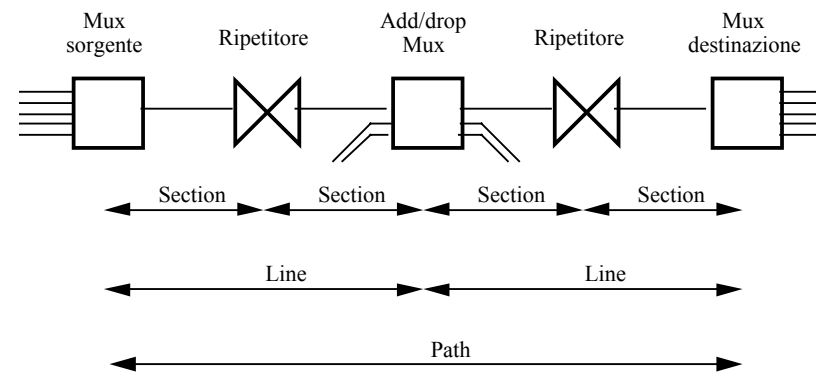 Mux
sorgente
Ripetitore
Add/drop
Mux
Ripetitore
Mux
destinazione
Section
Section
Section
Section
Line
Line
Path